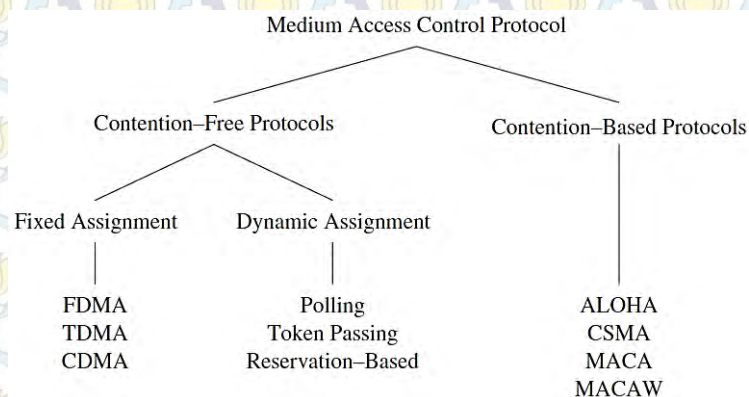 Medium Access Control Protocol
Contention–Free Protocols
Contention–Based Protocols
Fixed Assignment
Dynamic Assignment
FDMA
TDMA
CDMA
Polling
Token Passing
Reservation–Based
ALOHA
CSMA
MACA
MACAW